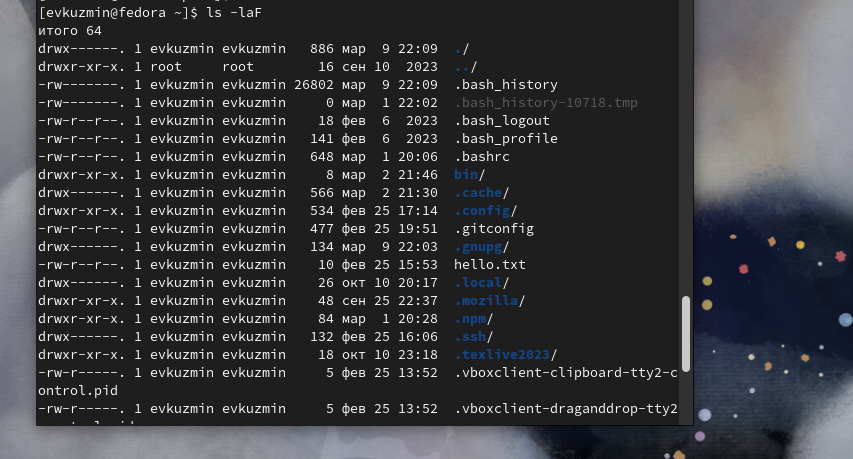 [evkuzmin@fedora ~]$ ls -laF
итого 64
drwx------. 1 evkuzmin evkuzmin   886 мар  9 22:09  ./
drwxr-xr-x. 1 root     root        16 сен 10  2023  ../
-rw-------. 1 evkuzmin evkuzmin 26802 мар  9 22:09  .bash_history
-rw-------. 1 evkuzmin evkuzmin     0 мар  1 22:02  .bash_history-10718.tmp
-rw-r--r--. 1 evkuzmin evkuzmin    18 фев  6  2023  .bash_logout
-rw-r--r--. 1 evkuzmin evkuzmin   141 фев  6  2023  .bash_profile
-rw-r--r--. 1 evkuzmin evkuzmin   648 мар  1 20:06  .bashrc
drwxr-xr-x. 1 evkuzmin evkuzmin     8 мар  2 21:46  bin/
drwx------. 1 evkuzmin evkuzmin   566 мар  2 21:30  .cache/
drwxr-xr-x. 1 evkuzmin evkuzmin   534 фев 25 17:14  .config/
-rw-r--r--. 1 evkuzmin evkuzmin   477 фев 25 19:51  .gitconfig
drwx------. 1 evkuzmin evkuzmin   134 мар  9 22:03  .gnupg/
-rw-r--r--. 1 evkuzmin evkuzmin    10 фев 25 15:53  hello.txt
drwx------. 1 evkuzmin evkuzmin    26 окт 10 20:17  .local/
drwxr-xr-x. 1 evkuzmin evkuzmin    48 сен 25 22:37  .mozilla/
drwxr-xr-x. 1 evkuzmin evkuzmin    84 мар  1 20:28  .npm/
drwx------. 1 evkuzmin evkuzmin   132 фев 25 16:06  .ssh/
drwxr-xr-x. 1 evkuzmin evkuzmin    18 окт 10 23:18  .texlive2023/
-rw-r-----. 1 evkuzmin evkuzmin     5 фев 25 13:52  .vboxclient-clipboard-tty2-c
ontrol.pid
-rw-r-----. 1 evkuzmin evkuzmin     5 фев 25 13:52  .vboxclient-draganddrop-tty2